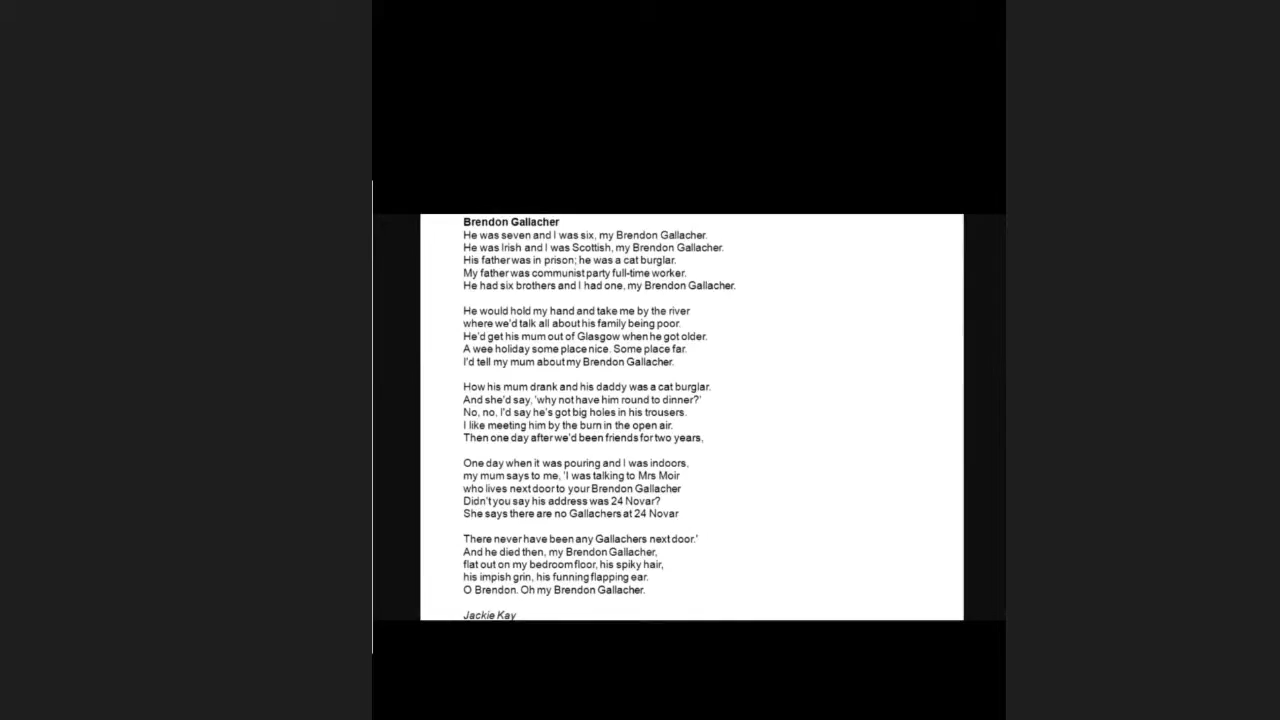 Brendon Gallacher
He was seven and I was six, my Brendon Gallacher.
He was Irish and I was Scottish, my Brendon Gallacher.
His father was in prison; he was a cat burglar.
My father was communist party full-time worker.
He had six brothers and I had one, my Brendon Gallacher.
He would hold my hand and take me by the river
where we'd talk all about his family being poor.
He'd get his mum out of Glasgow when he got older.
A wee holiday some place nice. Some place far.
I'd tell my mum about my Brendon Gallacher.
How his mum drank and his daddy was a cat burglar.
And she'd say, 'why not have him round to dinner?'
No, no, I'd say he's got big holes in his trousers.
I like meeting him by the burn in the open air.
Then one day after we'd been friends for two years,
One day when it was pouring and I was indoors,
my mum says to me, 'I was talking to Mrs Moir
who lives next door to your Brendon Gallacher
Didn't you say his address was 24 Novar?
She says there are no Gallachers at 24 Novar
There never have been any Gallachers next door.'
And he died then, my Brendon Gallacher,
flat out on my bedroom floor, his spiky hair,
his impish grin, his funning flapping ear.
O Brendon. Oh my Brendon Gallacher.
Jackie Kay